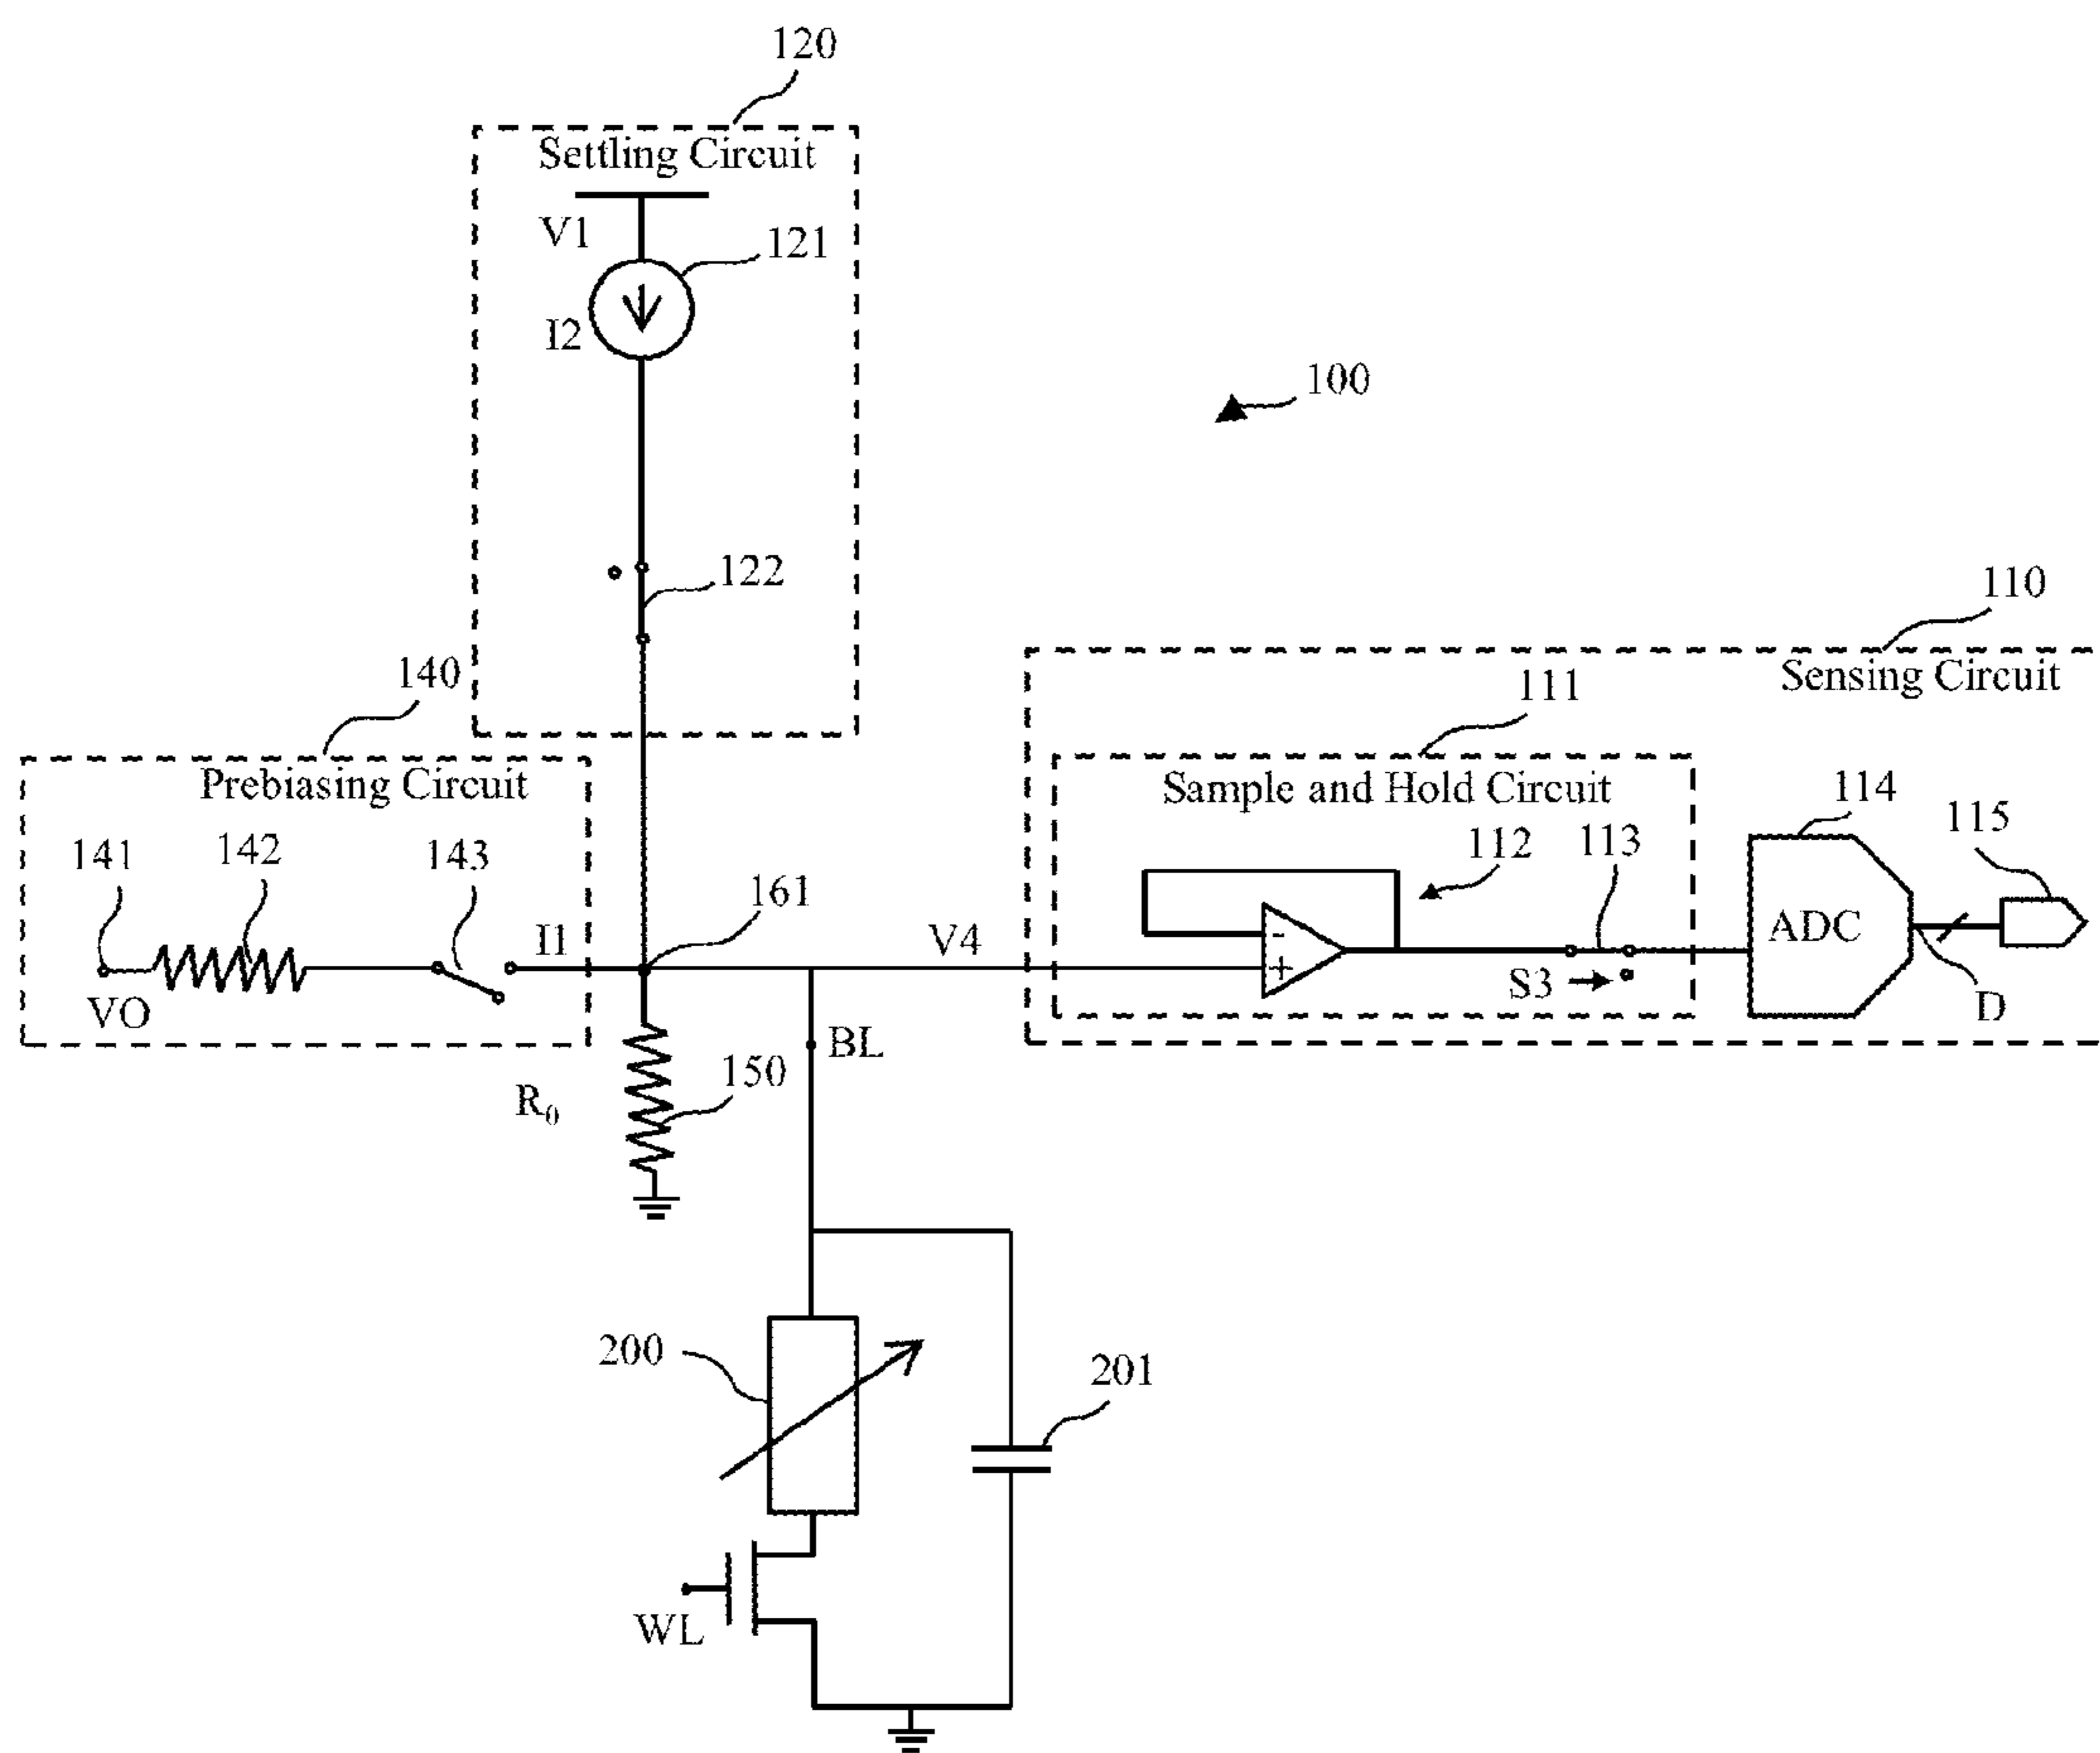 120
Settling Circuit
V1
121
I2
100
122
110
Sensing Circuit
140
111
Prebiasing Circuit
Sample and Hold Circuit
114
115
141
142
143
112
113
161
I1
V4
-
+
ADC
VO
S3
D
BL
R₀
150
200
201
WL